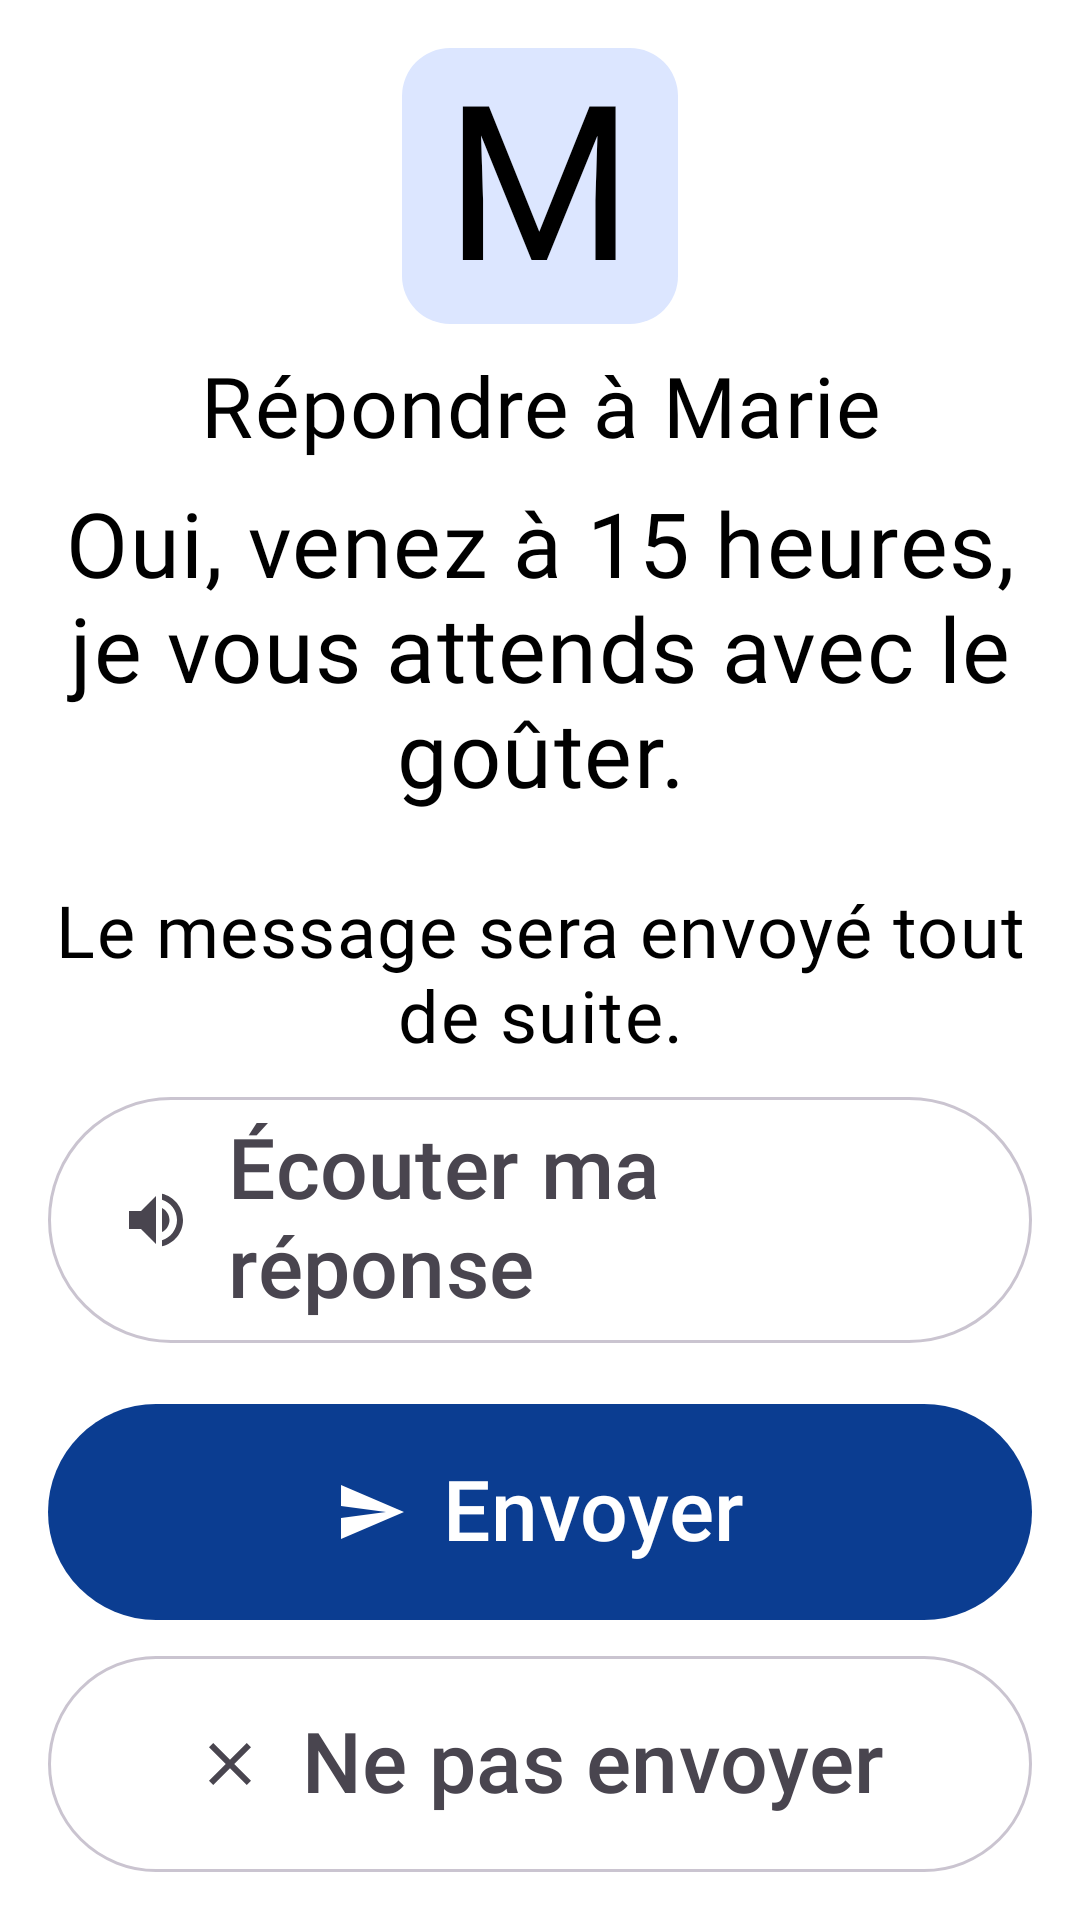 M
Répondre à Marie
Oui, venez à 15 heures,
je vous attends avec le
goûter.
Le message sera envoyé tout
de suite.
Écouter ma
réponse
Envoyer
Ne pas envoyer